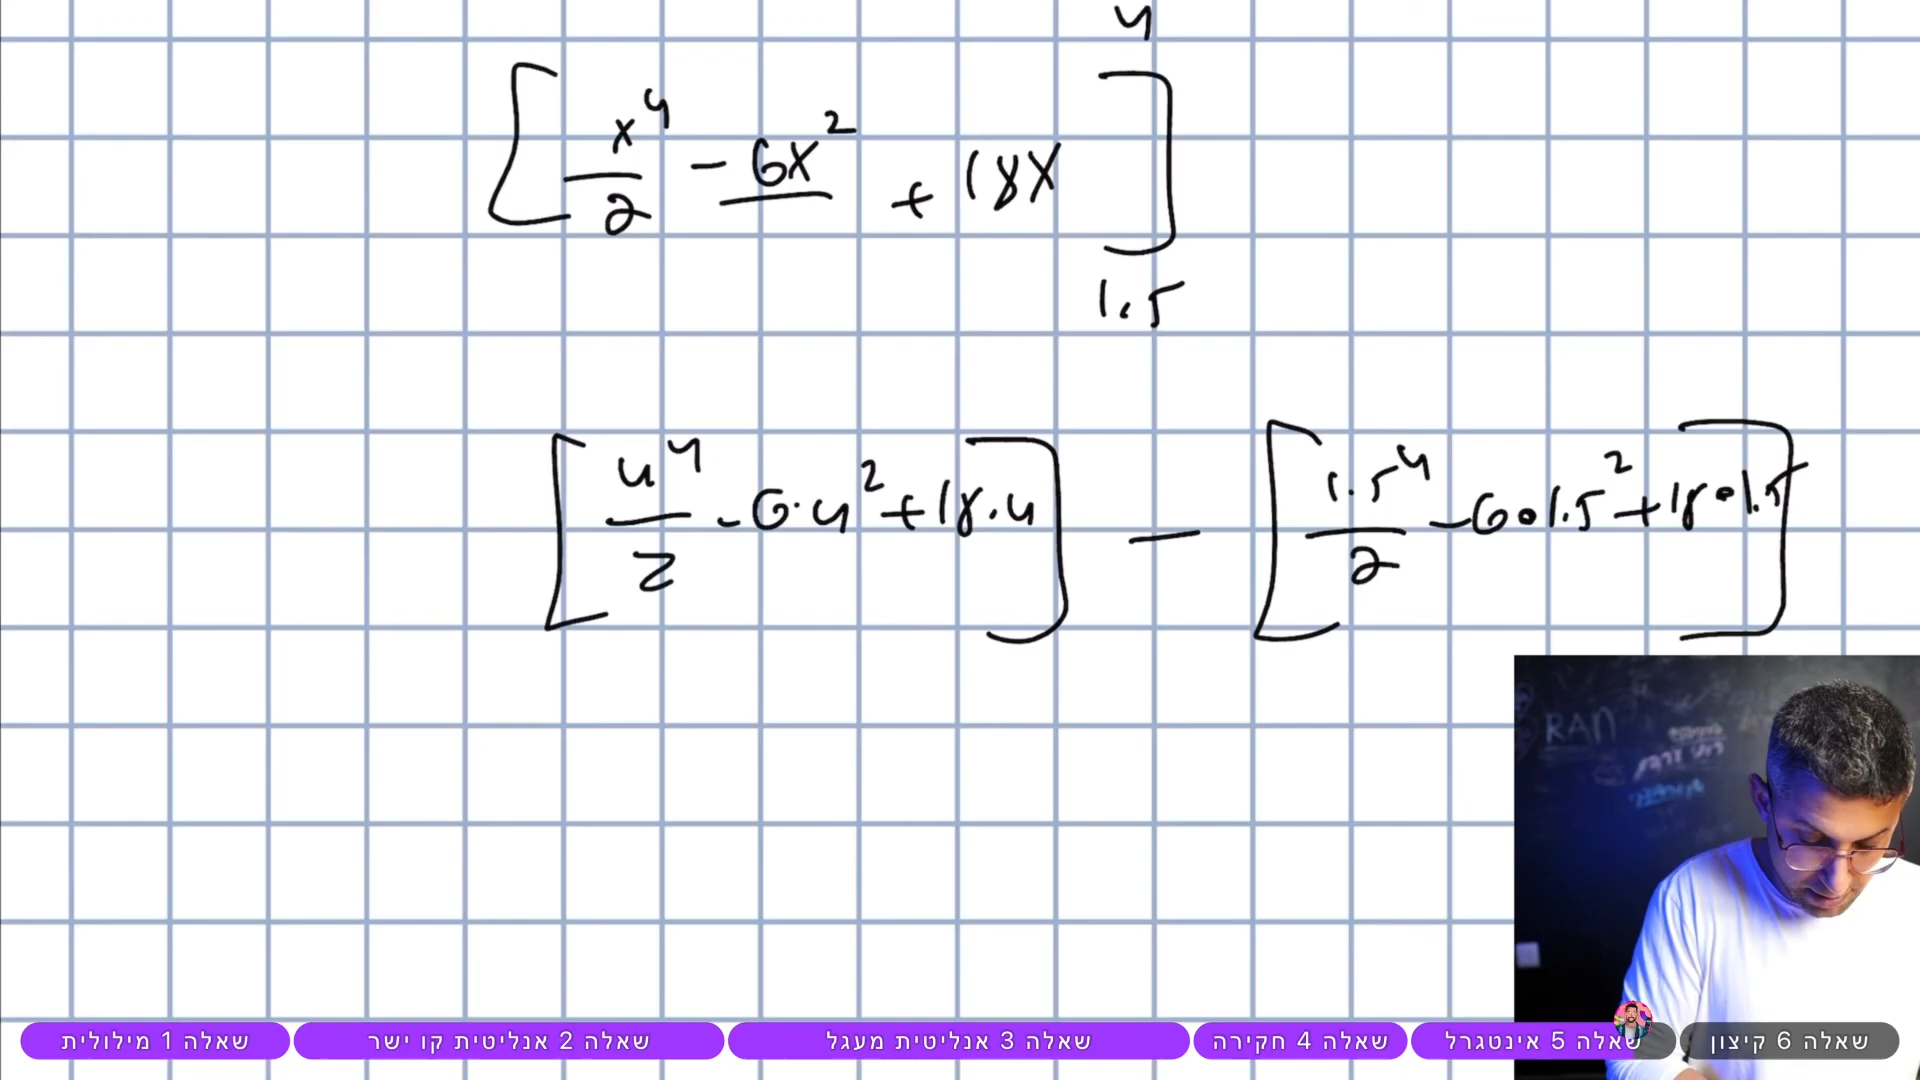 [x⁴/2 - 6x² + 18x]⁴
1.5
[4⁴/2 - 6·4² + 18·4] - [1.5⁴/2 - 6·1.5² + 18·1.5]
RAN
שאלה 1 מילולית
שאלה 2 אנליטית קו ישר
שאלה 3 אנליטית מעגל
שאלה 4 חקירה
שאלה 5 אינטגרל
שאלה 6 קיצון